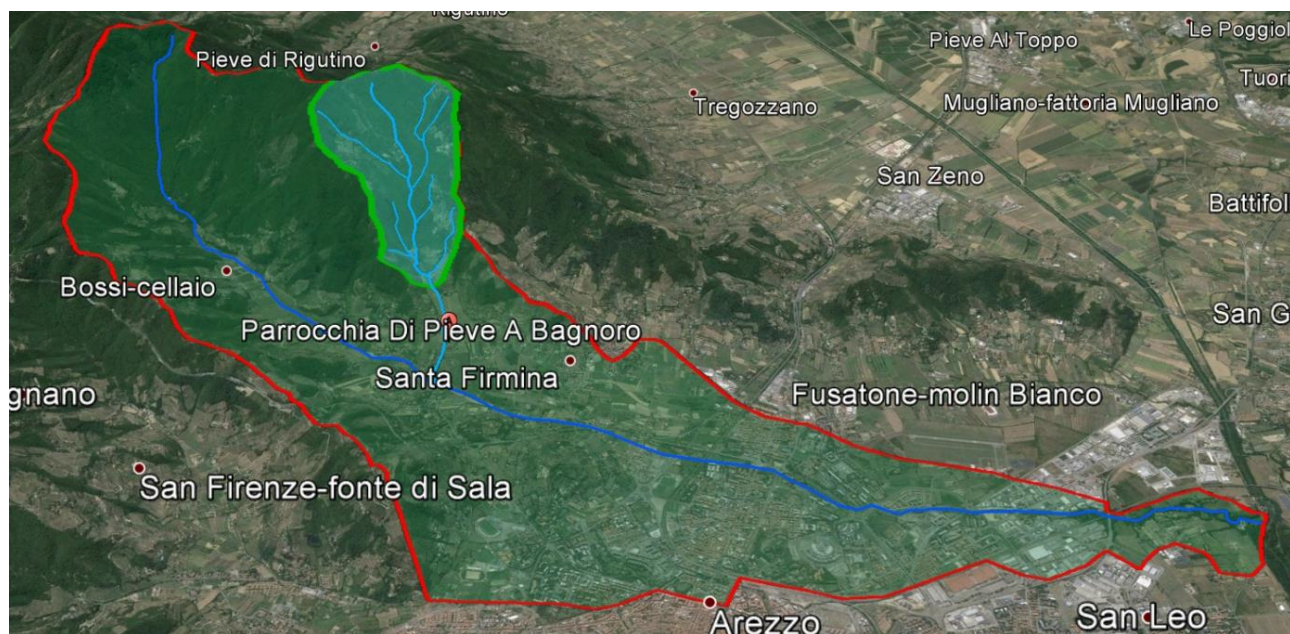 Rigutino
Le Poggiol
Pieve Al Toppo
Pieve di Rigutino
Tuori
Tregozzano
Mugliano-fattoria Mugliano
San Zeno
Battifol
Bossi-cellaio
San G
Parrocchia Di Pieve A Bagnoro
Santa Firmina
gnano
Fusatone-molin Bianco
San Firenze-fonte di Sala
Arezzo
San Leo